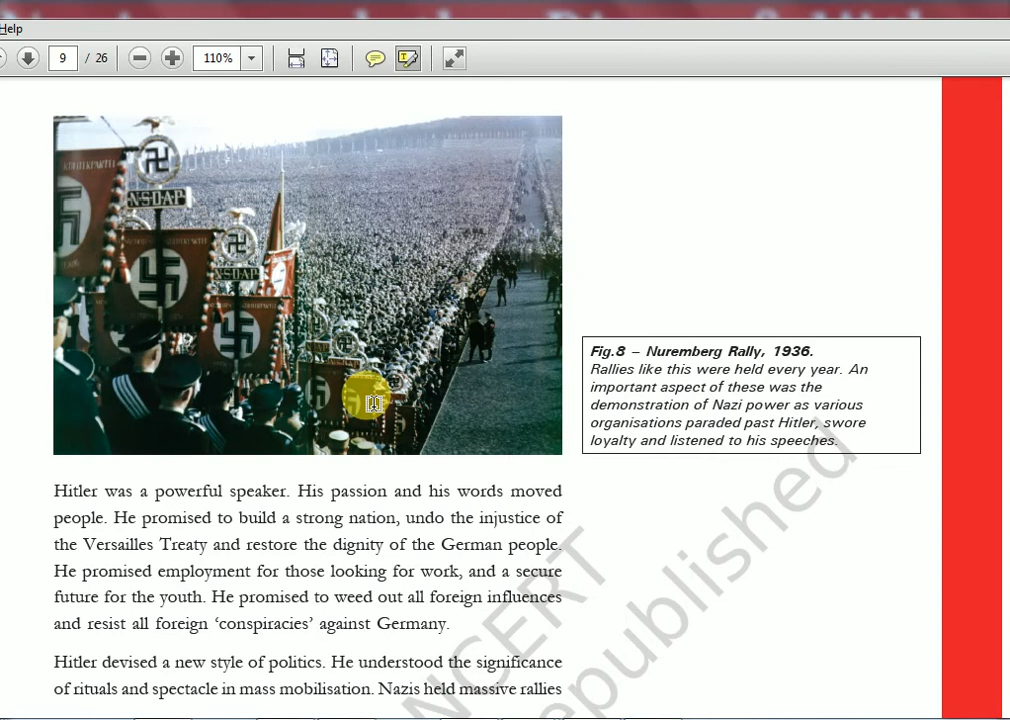 Help
9 / 26
110%
NSDAP
NSDAP
Fig.8 – Nuremberg Rally, 1936.
Rallies like this were held every year. An
important aspect of these was the
demonstration of Nazi power as various
organisations paraded past Hitler, swore
loyalty and listened to his speeches.
Hitler was a powerful speaker. His passion and his words moved
people. He promised to build a strong nation, undo the injustice of
the Versailles Treaty and restore the dignity of the German people.
He promised employment for those looking for work, and a secure
future for the youth. He promised to weed out all foreign influences
and resist all foreign ‘conspiracies’ against Germany.
Hitler devised a new style of politics. He understood the significance
of rituals and spectacle in mass mobilisation. Nazis held massive rallies
NCERT
republished